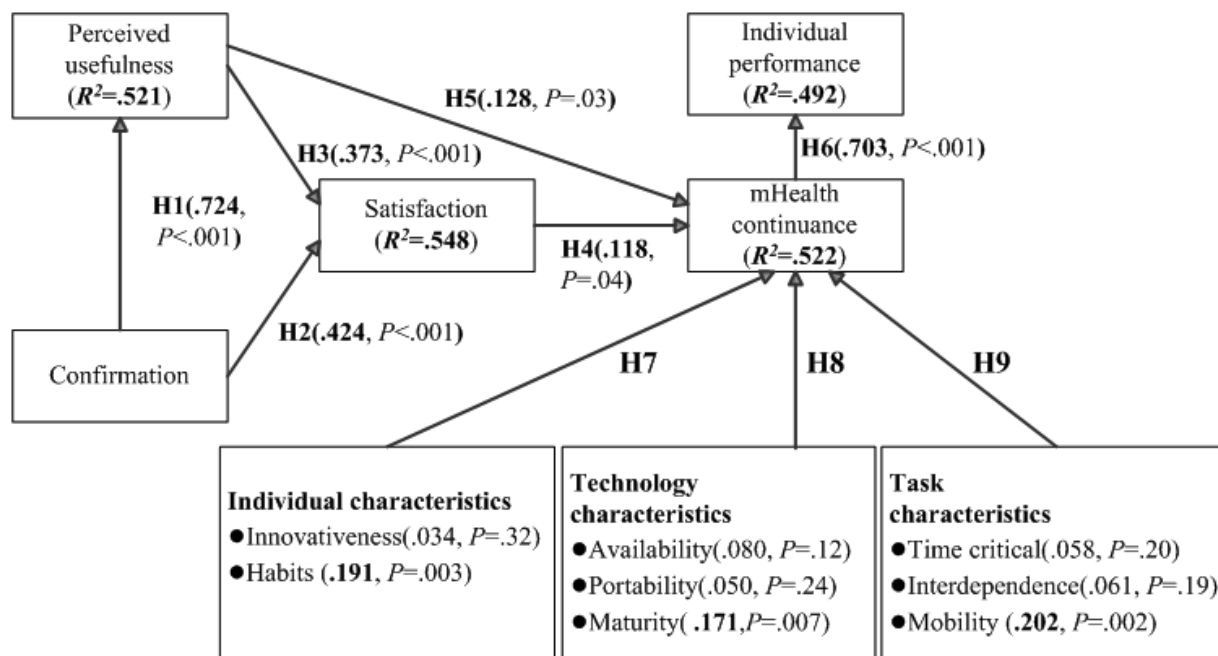 Perceived
usefulness
(R²=.521)
Individual
performance
(R²=.492)
H5(.128, P=.03)
H6(.703, P<.001)
H3(.373, P<.001)
H1(.724,
P<.001)
Satisfaction
(R²=.548)
mHealth
continuance
(R²=.522)
H4(.118,
P=.04)
H2(.424, P<.001)
Confirmation
H7
H8
H9
Individual characteristics
●Innovativeness(.034, P=.32)
●Habits (.191, P=.003)
Technology
characteristics
●Availability(.080, P=.12)
●Portability(.050, P=.24)
●Maturity( .171,P=.007)
Task
characteristics
●Time critical(.058, P=.20)
●Interdependence(.061, P=.19)
●Mobility (.202, P=.002)